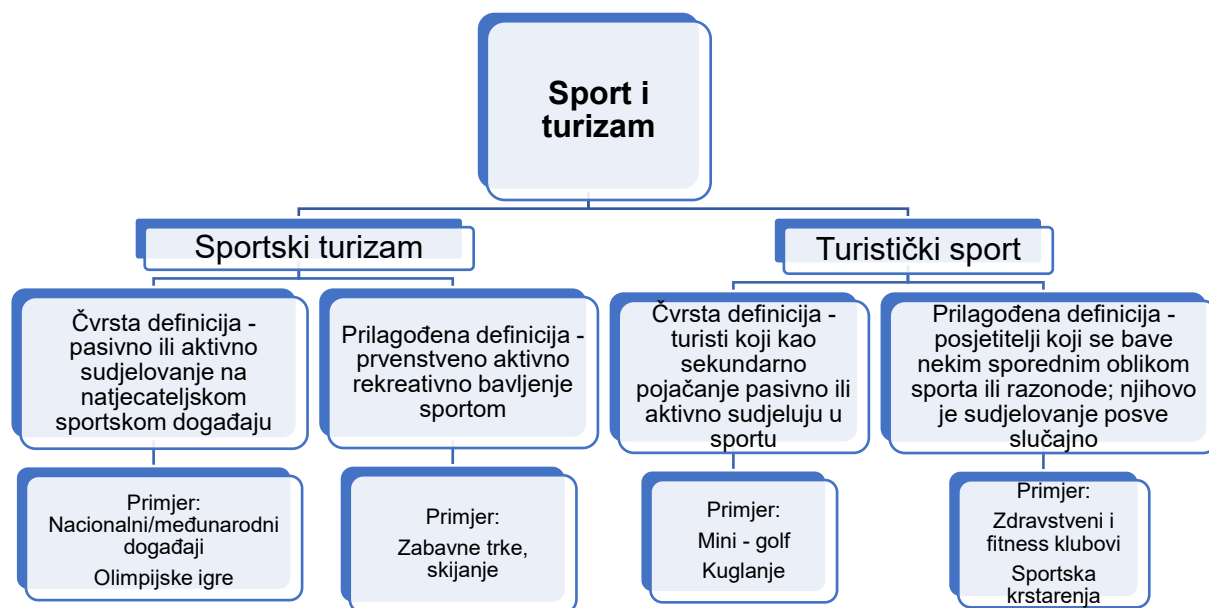 Sport i
turizam
Sportski turizam
Turistički sport
Čvrsta definicija -
pasivno ili aktivno
sudjelovanje na
natjecateljskom
sportskom događaju
Prilagođena definicija -
prvenstveno aktivno
rekreativno bavljenje
sportom
Čvrsta definicija -
turisti koji kao
sekundarno
pojačanje pasivno ili
aktivno sudjeluju u
sportu
Prilagođena definicija -
posjetitelji koji se bave
nekim sporednim oblikom
sporta ili razonode; njihovo
je sudjelovanje posve
slučajno
Primjer:
Nacionalni/međunarodni
događaji
Olimpijske igre
Primjer:
Zabavne trke,
skijanje
Primjer:
Mini - golf
Kuglanje
Primjer:
Zdravstveni i
fitness klubovi
Sportska
krstarenja